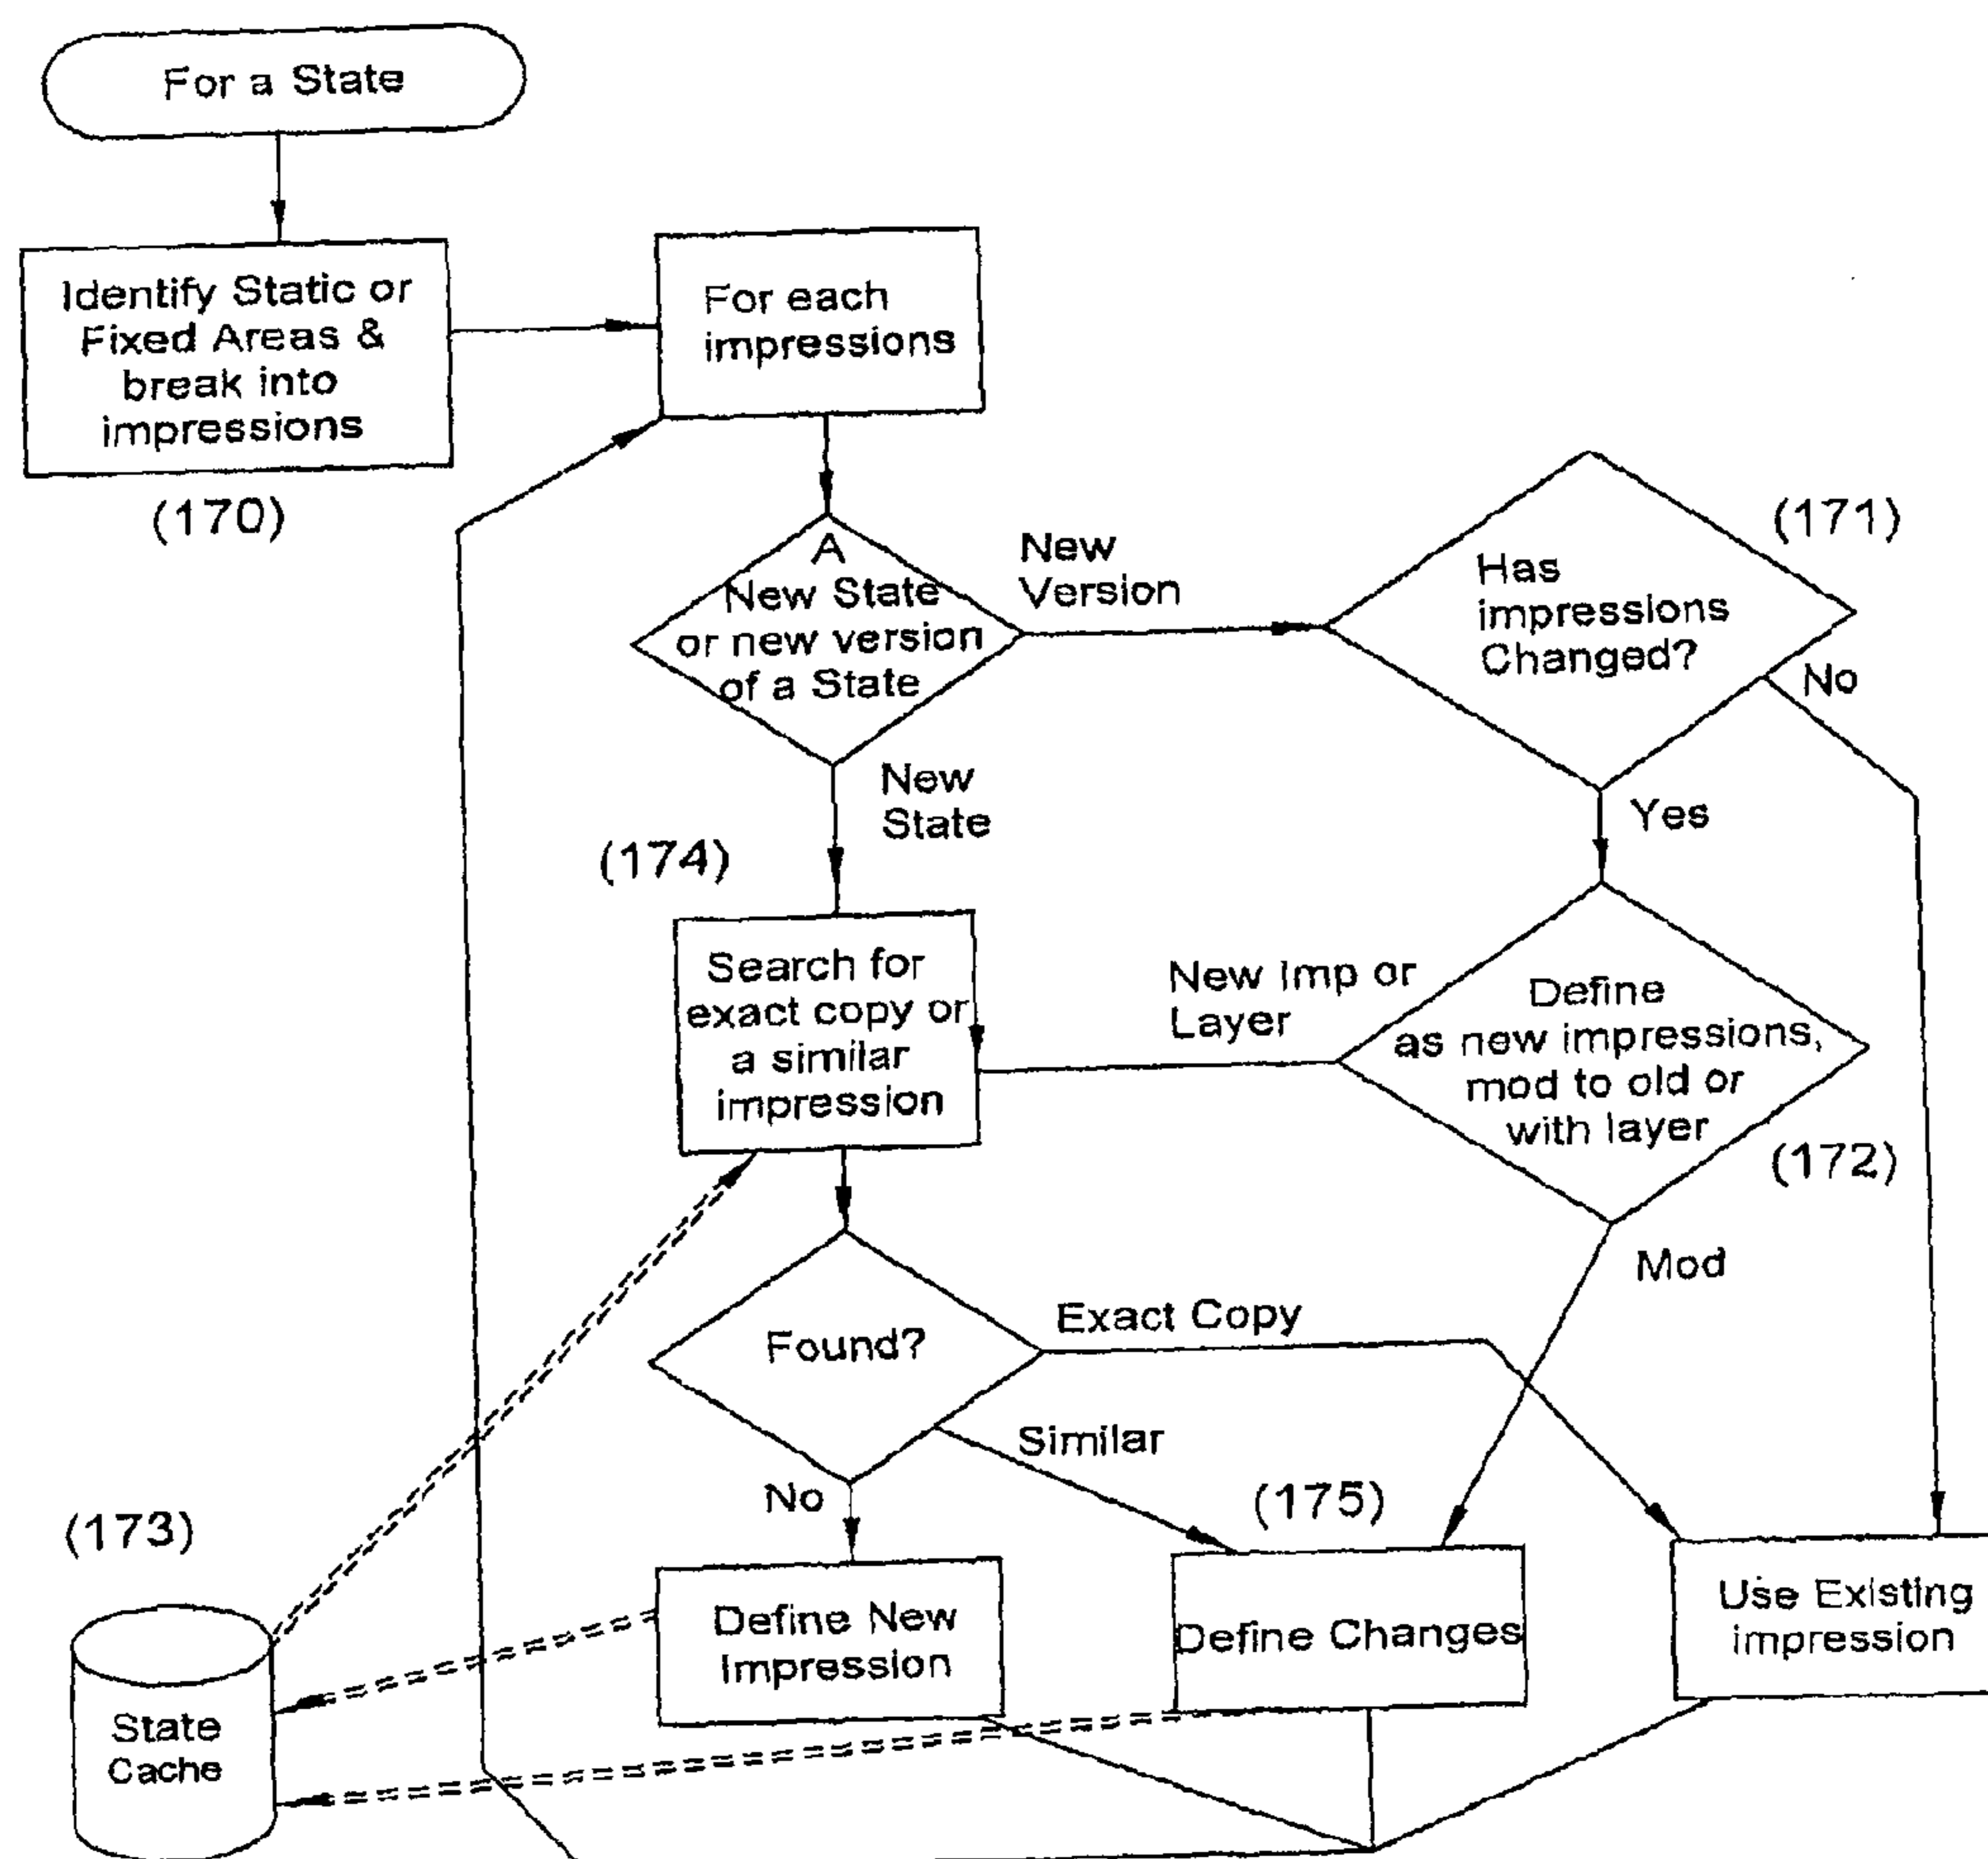 For a State
Identify Static or
Fixed Areas &
break into
impressions
(170)
For each
impressions
A
New State
or new version
of a State
New
Version
(171)
Has
impressions
Changed?
No
Yes
New
State
(174)
Search for
exact copy or
a similar
impression
New Imp or
Layer
Define
as new impressions,
mod to old or
with layer
(172)
Mod
Found?
Exact Copy
Similar
No
(175)
(173)
State
Cache
Define New
Impression
Define Changes
Use Existing
impression